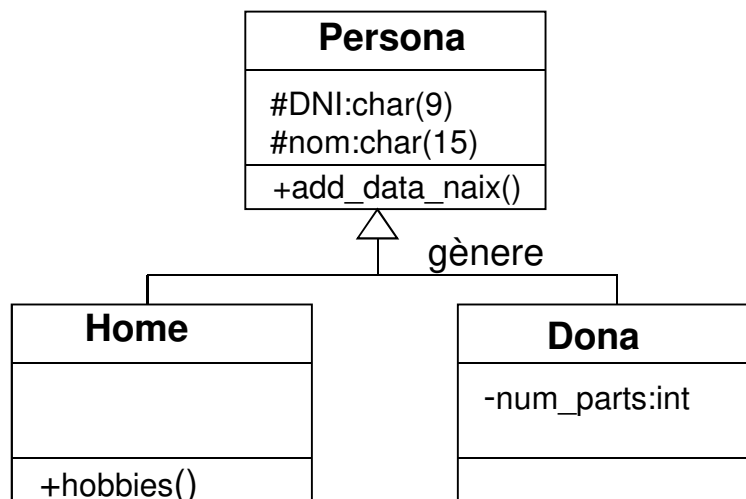 Persona
#DNI:char(9)
#nom:char(15)
+add_data_naix()
gènere
Home
+hobbies()
Dona
-num_parts:int